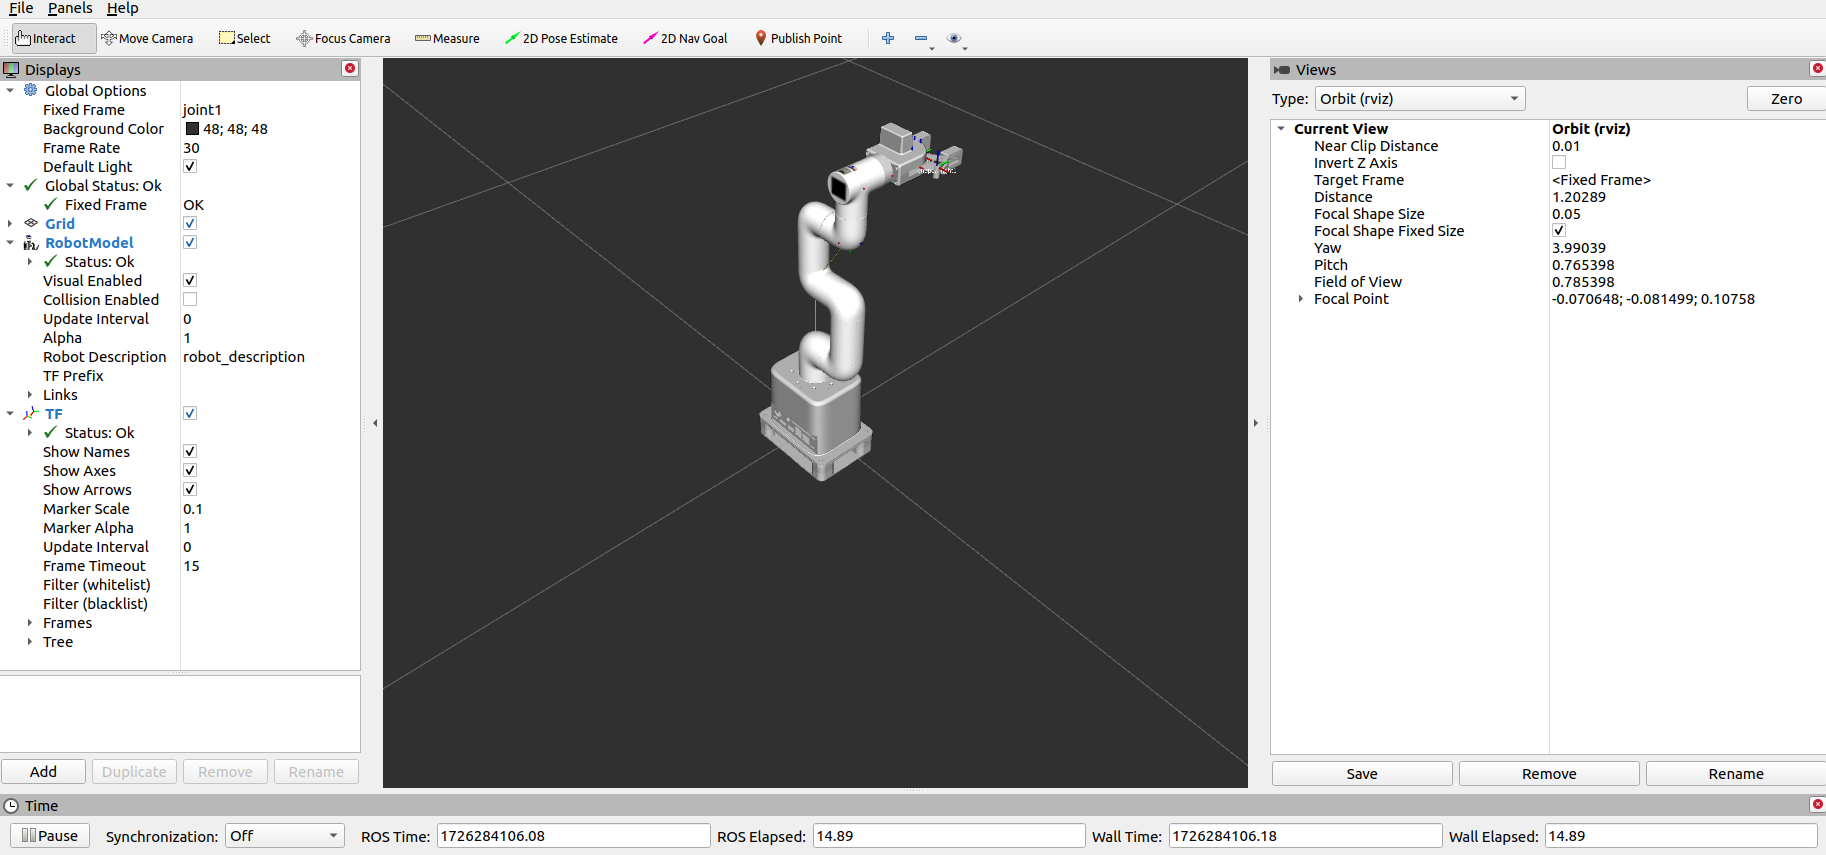 File Panels Help
Interact Move Camera Select Focus Camera Measure 2D Pose Estimate 2D Nav Goal Publish Point
Displays
Global Options
Fixed Frame joint1
Background Color 48; 48; 48
Frame Rate 30
Default Light
Global Status: Ok
Fixed Frame OK
Grid
RobotModel
Status: Ok
Visual Enabled
Collision Enabled
Update Interval 0
Alpha 1
Robot Description robot_description
TF Prefix
Links
TF
Status: Ok
Show Names
Show Axes
Show Arrows
Marker Scale 0.1
Marker Alpha 1
Update Interval 0
Frame Timeout 15
Filter (whitelist)
Filter (blacklist)
Frames
Tree
Add Duplicate Remove Rename
Views
Type: Orbit (rviz) Zero
Current View Orbit (rviz)
Near Clip Distance 0.01
Invert Z Axis
Target Frame <Fixed Frame>
Distance 1.20289
Focal Shape Size 0.05
Focal Shape Fixed Size
Yaw 3.99039
Pitch 0.765398
Field of View 0.785398
Focal Point -0.070648; -0.081499; 0.10758
Save Remove Rename
Time
Pause Synchronization: Off ROS Time: 1726284106.08 ROS Elapsed: 14.89 Wall Time: 1726284106.18 Wall Elapsed: 14.89